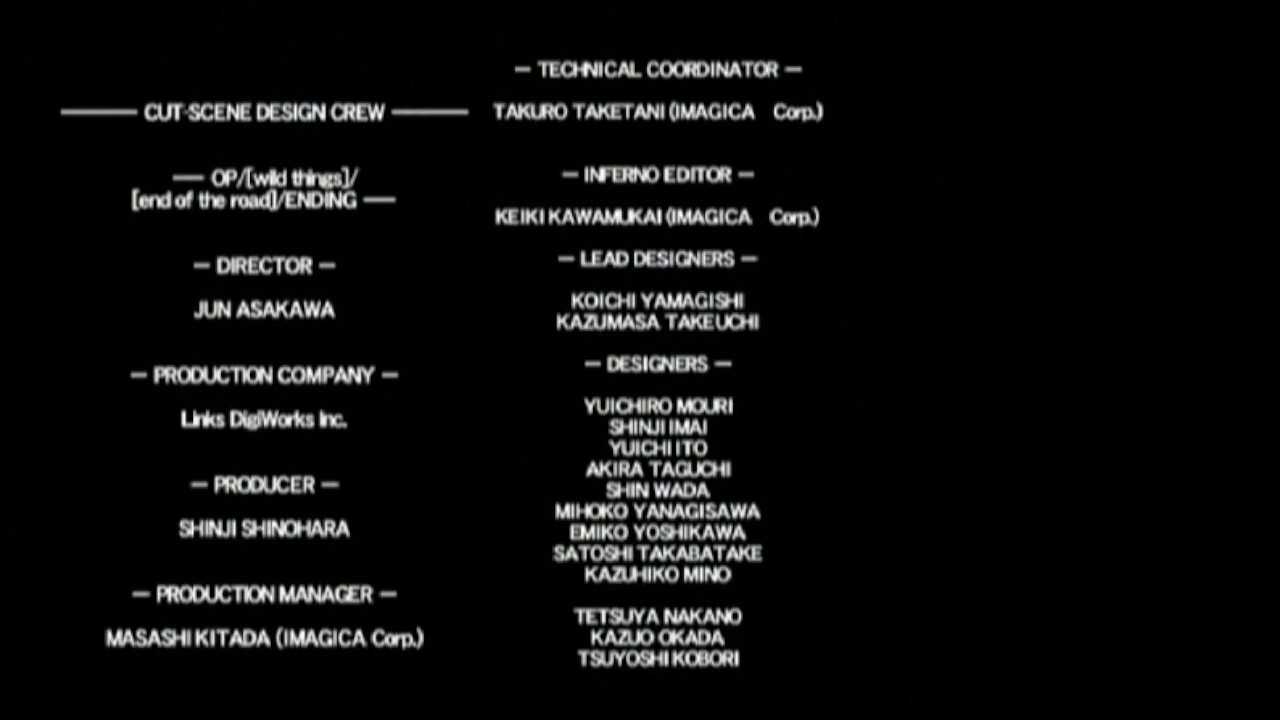 —— CUT-SCENE DESIGN CREW ——
— OP/[wild things]/
[end of the road]/ENDING —
— DIRECTOR —
JUN ASAKAWA
— PRODUCTION COMPANY —
Links DigiWorks Inc.
— PRODUCER —
SHINJI SHINOHARA
— PRODUCTION MANAGER —
MASASHI KITADA (IMAGICA Corp.)
— TECHNICAL COORDINATOR —
TAKURO TAKETANI (IMAGICA Corp.)
— INFERNO EDITOR —
KEIKI KAWAMUKAI (IMAGICA Corp.)
— LEAD DESIGNERS —
KOICHI YAMAGISHI
KAZUMASA TAKEUCHI
— DESIGNERS —
YUICHIRO MOURI
SHINJI IMAI
YUICHI ITO
AKIRA TAGUCHI
SHIN WADA
MIHOKO YANAGISAWA
EMIKO YOSHIKAWA
SATOSHI TAKABATAKE
KAZUHIKO MINO
TETSUYA NAKANO
KAZUO OKADA
TSUYOSHI KOBORI